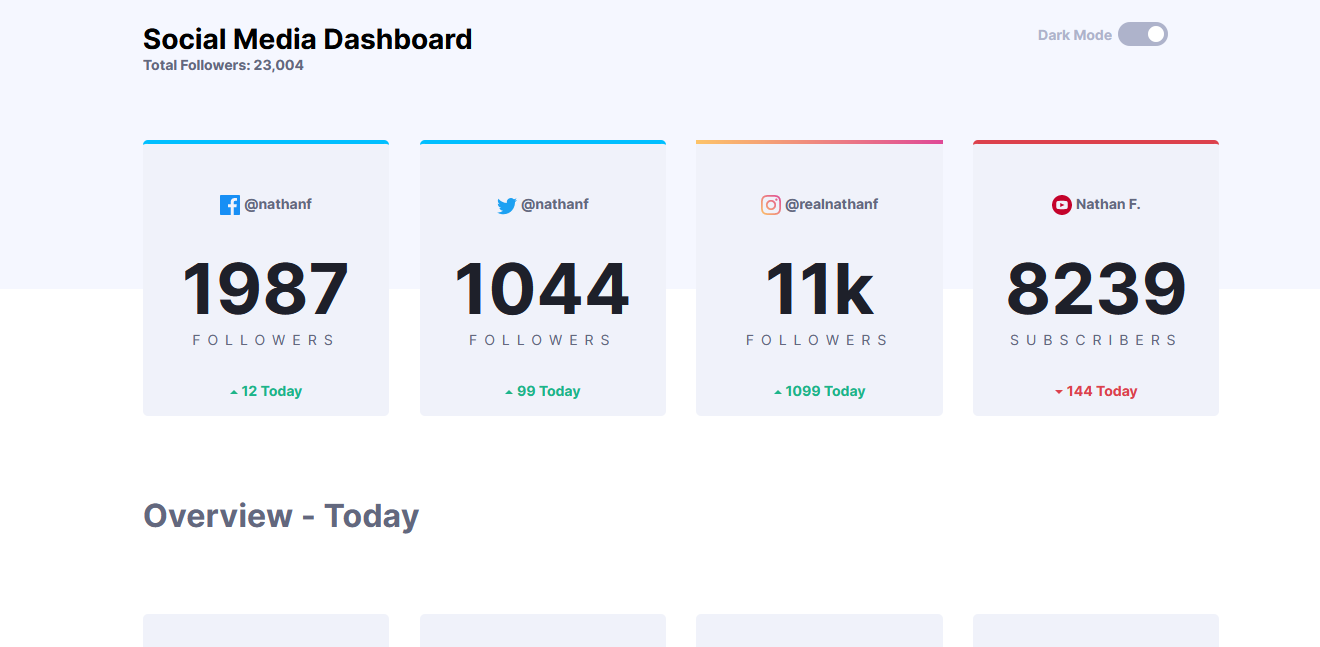 Social Media Dashboard
Dark Mode
Total Followers: 23,004
@nathanf
@nathanf
@realnathanf
Nathan F.
1987
1044
11k
8239
FOLLOWERS
FOLLOWERS
FOLLOWERS
SUBSCRIBERS
12 Today
99 Today
1099 Today
144 Today
Overview - Today